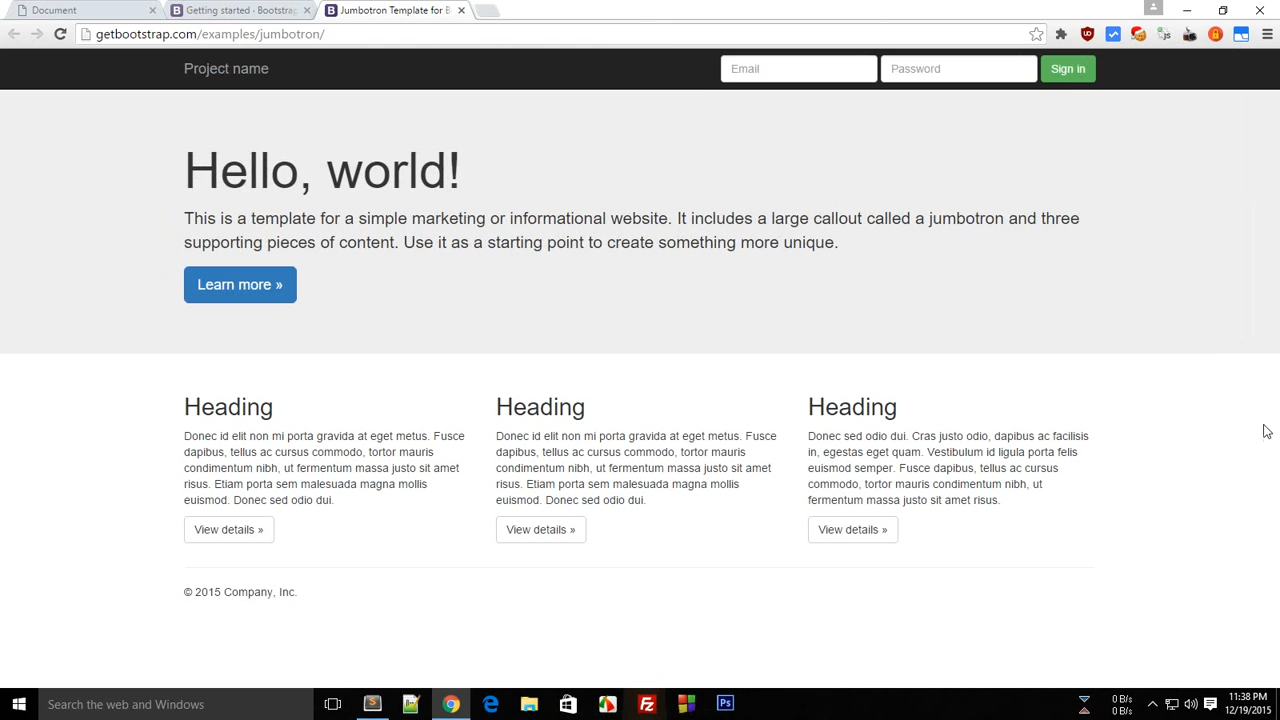 Document
Getting started · Bootstrap
Jumbotron Template for B
getbootstrap.com/examples/jumbotron/
Project name
Email
Password
Sign in
Hello, world!
This is a template for a simple marketing or informational website. It includes a large callout called a jumbotron and three
supporting pieces of content. Use it as a starting point to create something more unique.
Learn more »
Heading
Donec id elit non mi porta gravida at eget metus. Fusce
dapibus, tellus ac cursus commodo, tortor mauris
condimentum nibh, ut fermentum massa justo sit amet
risus. Etiam porta sem malesuada magna mollis
euismod. Donec sed odio dui.
View details »
Heading
Donec id elit non mi porta gravida at eget metus. Fusce
dapibus, tellus ac cursus commodo, tortor mauris
condimentum nibh, ut fermentum massa justo sit amet
risus. Etiam porta sem malesuada magna mollis
euismod. Donec sed odio dui.
View details »
Heading
Donec sed odio dui. Cras justo odio, dapibus ac facilisis
in, egestas eget quam. Vestibulum id ligula porta felis
euismod semper. Fusce dapibus, tellus ac cursus
commodo, tortor mauris condimentum nibh, ut
fermentum massa justo sit amet risus.
View details »
© 2015 Company, Inc.
Search the web and Windows
Fz
Ps
0 B/s
0 B/s
11:38 PM
12/19/2015